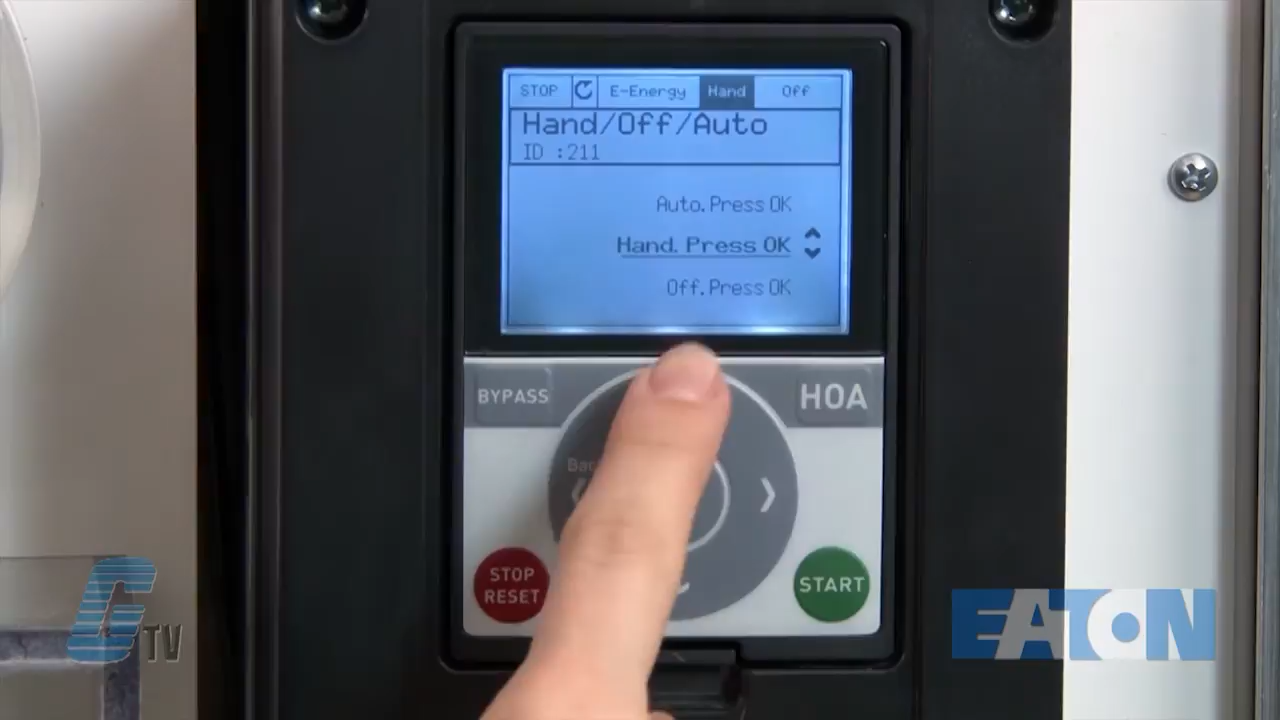 STOP E-Energy Hand Off
Hand/Off/Auto
ID :211
Auto.Press OK
Hand. Press OK
Off.Press OK
BYPASS
HOA
STOP
RESET
START
G TV
EATON